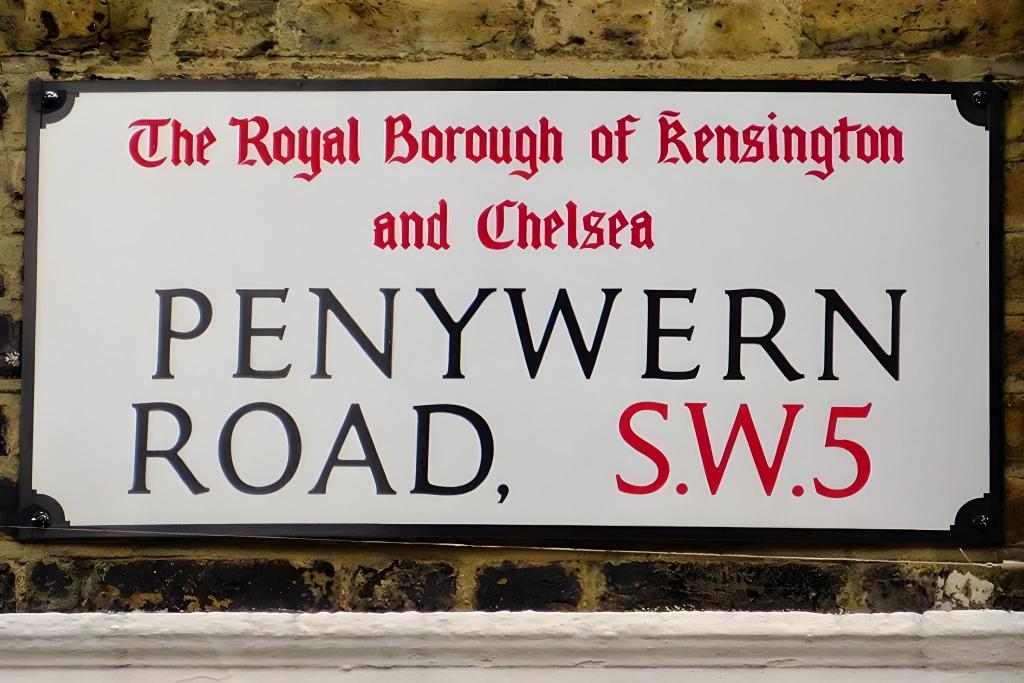 The Royal Borough of Kensington
and Chelsea
PENYWERN
ROAD, S.W.5